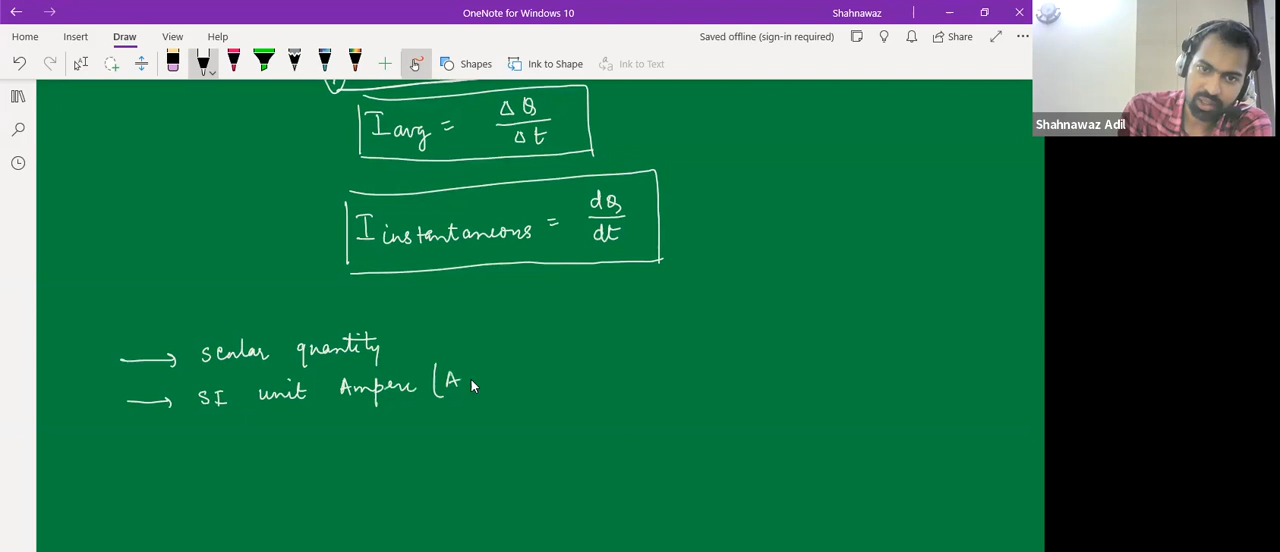 OneNote for Windows 10
Shahnawaz
Home Insert Draw View Help
Saved offline (sign-in required)
Share
Shapes
Ink to Shape
Ink to Text
Shahnawaz Adil
I avg = ΔQ/Δt
I instantaneous = dQ/dt
→ scalar quantity
→ SI unit Ampere (A